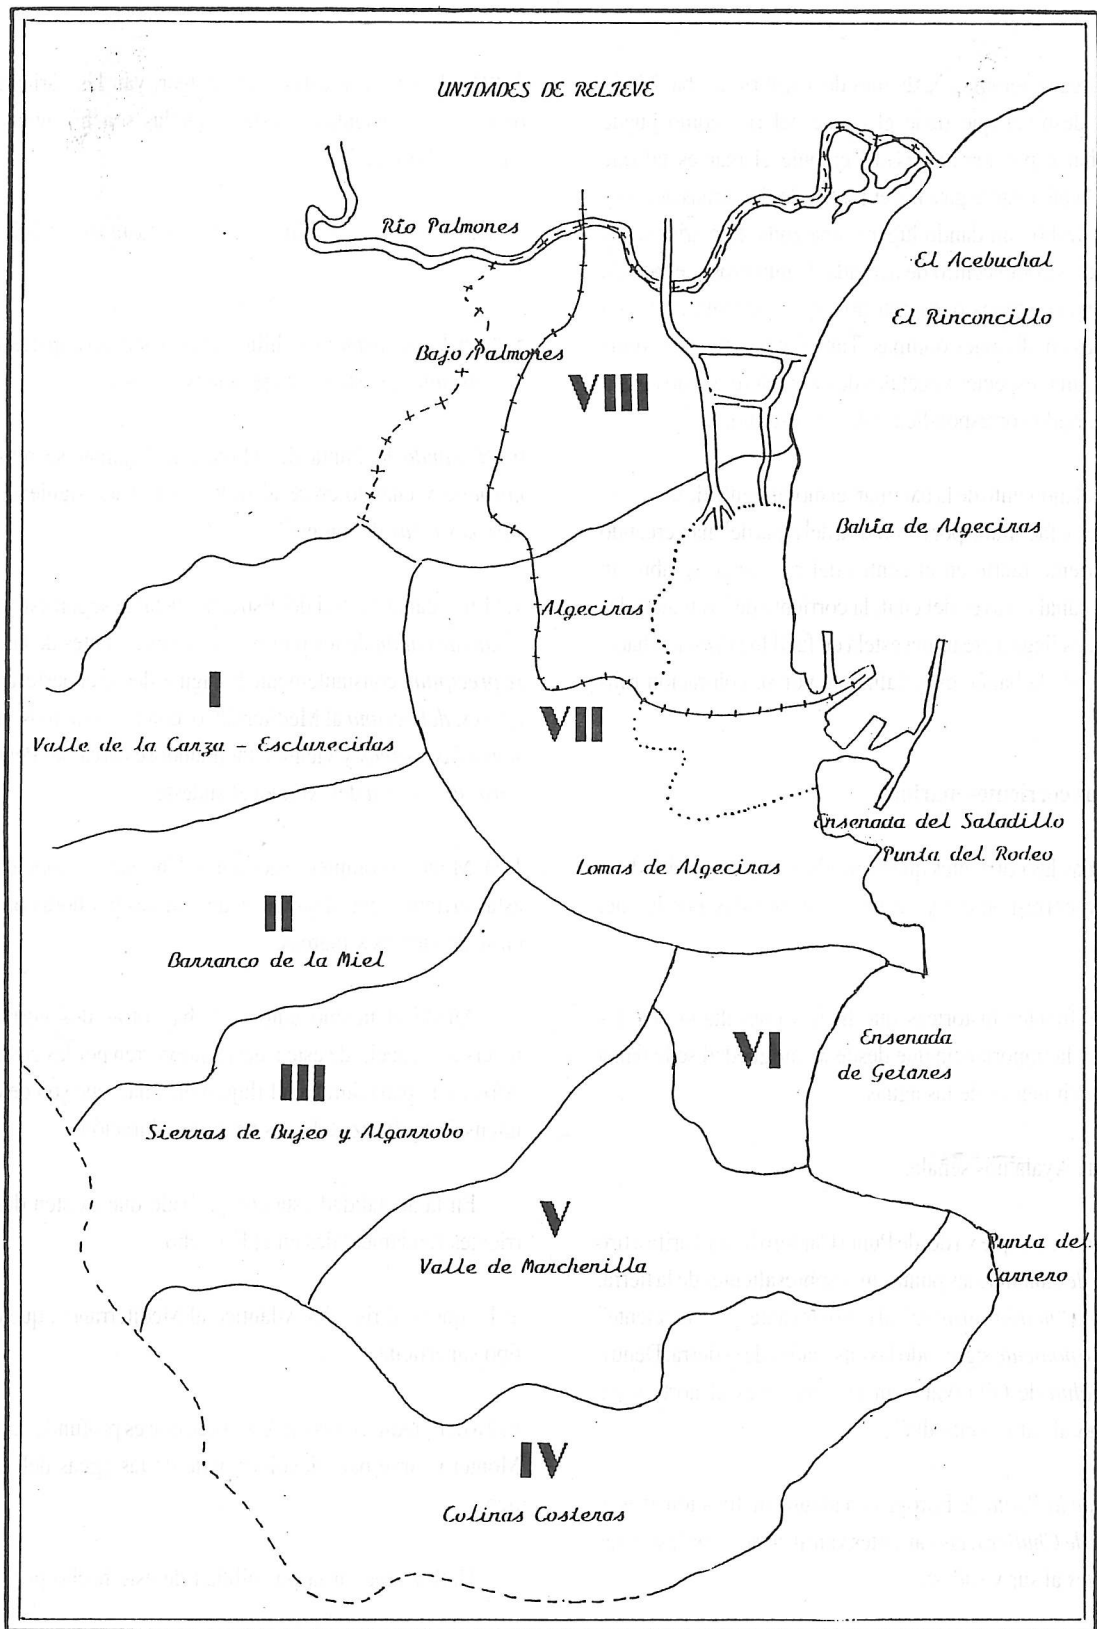 UNIDADES DE RELIEVE
Río Palmones
El Acebuchal
El Rinconcillo
Bajo Palmones
VIII
Bahía de Algeciras
Algeciras
I
VII
Valle de la Garza - Esclarecidas
Ensenada del Saladillo
Punta del Rodeo
Lomas de Algeciras
II
Barranco de la Miel
Ensenada
de Getares
VI
III
Sierras de Bujeo y Algarrobo
V
Valle de Marchenilla
Punta del
Carnero
IV
Colinas Costeras